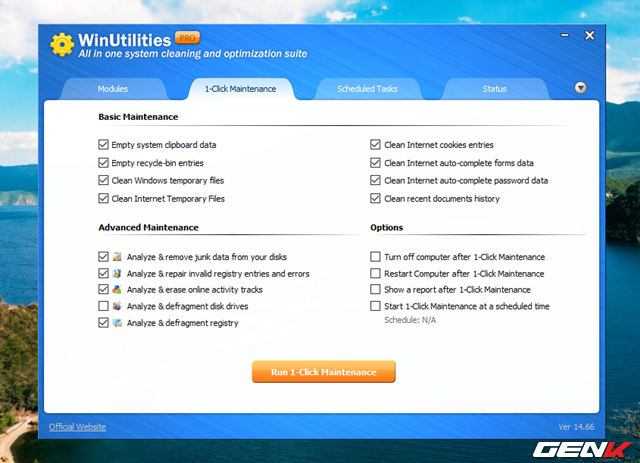 WinUtilities PRO
All in one system cleaning and optimization suite
Modules
1-Click Maintenance
Scheduled Tasks
Status
Basic Maintenance
Empty system clipboard data
Empty recycle-bin entries
Clean Windows temporary files
Clean Internet Temporary Files
Clean Internet cookies entries
Clean Internet auto-complete forms data
Clean Internet auto-complete password data
Clean recent documents history
Advanced Maintenance
Analyze & remove junk data from your disks
Analyze & repair invalid registry entries and errors
Analyze & erase online activity tracks
Analyze & defragment disk drives
Analyze & defragment registry
Options
Turn off computer after 1-Click Maintenance
Restart Computer after 1-Click Maintenance
Show a report after 1-Click Maintenance
Start 1-Click Maintenance at a scheduled time
Schedule: N/A
Run 1-Click Maintenance
Official Website
Ver 14.66
GENK